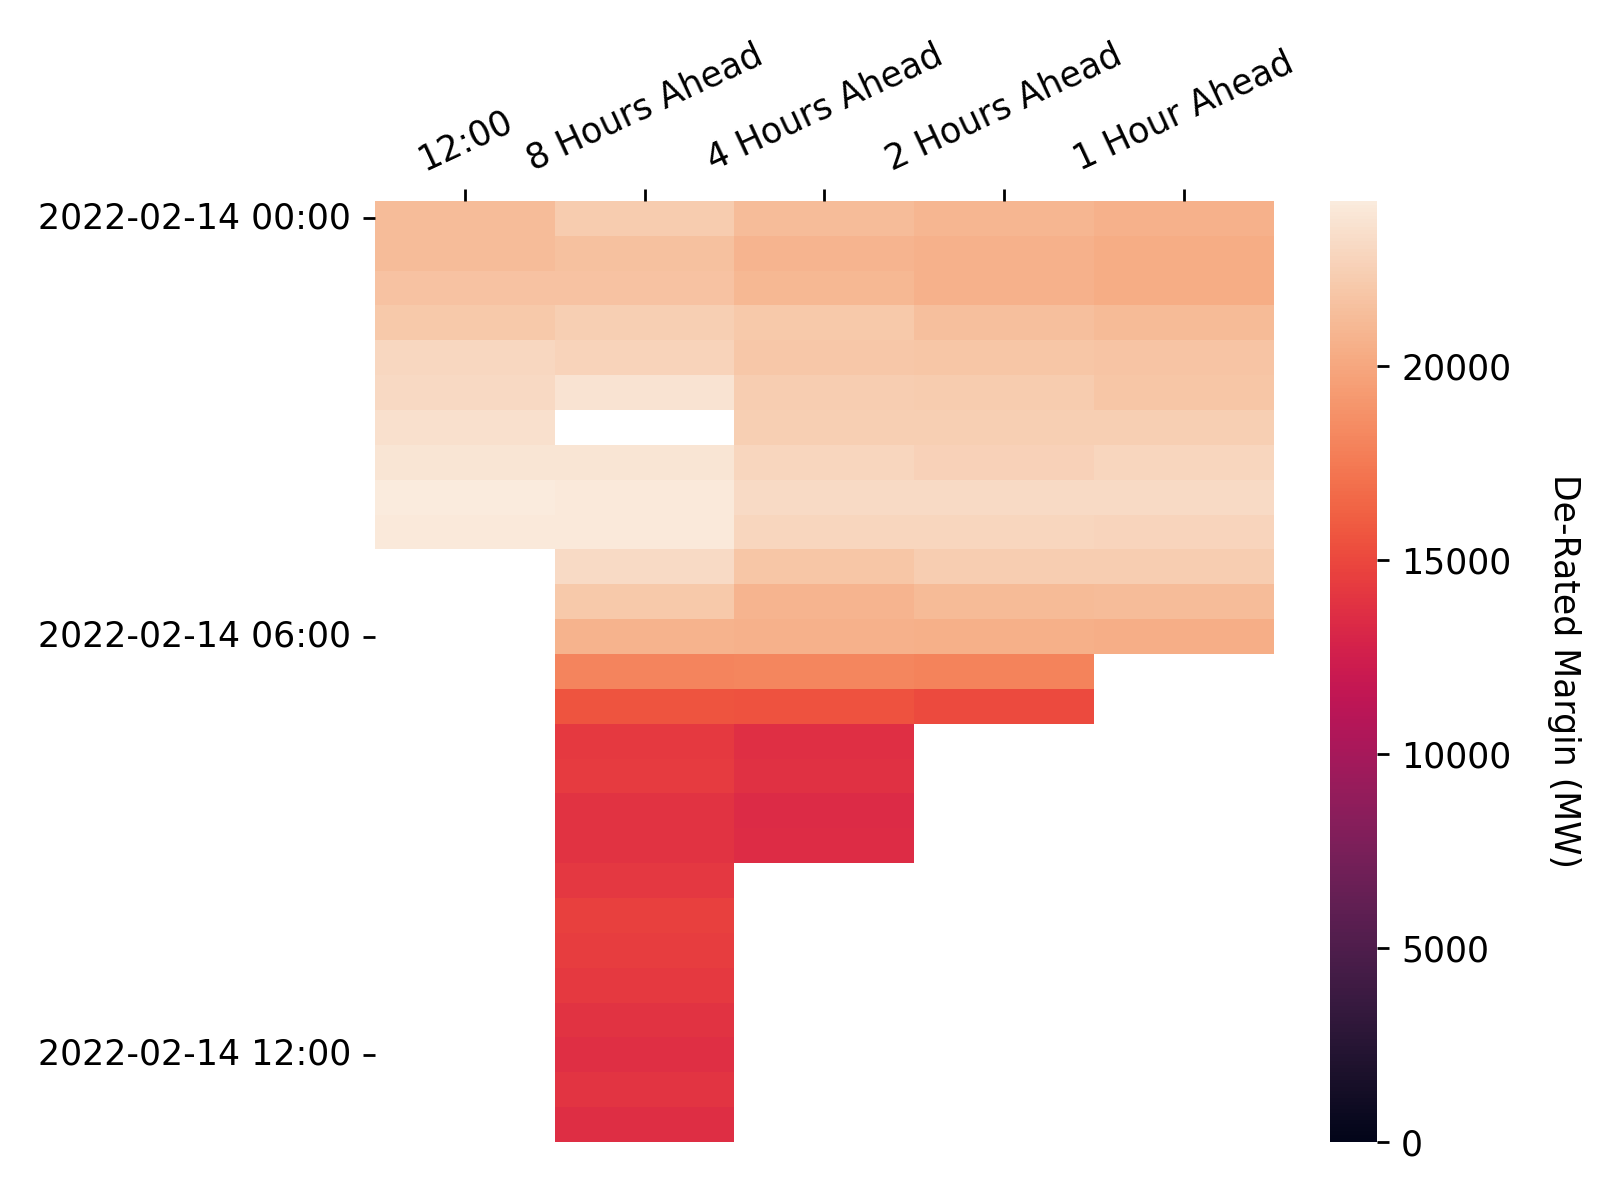 12:00
8 Hours Ahead
4 Hours Ahead
2 Hours Ahead
1 Hour Ahead
2022-02-14 00:00
2022-02-14 06:00
2022-02-14 12:00
20000
15000
10000
5000
0
De-Rated Margin (MW)